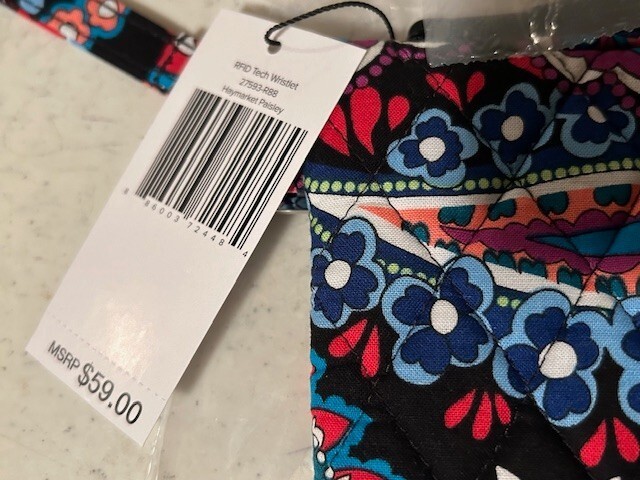 RFID Tech Wristlet
27593-R88
Haymarket Paisley
8 86003 72448 4
MSRP $59.00